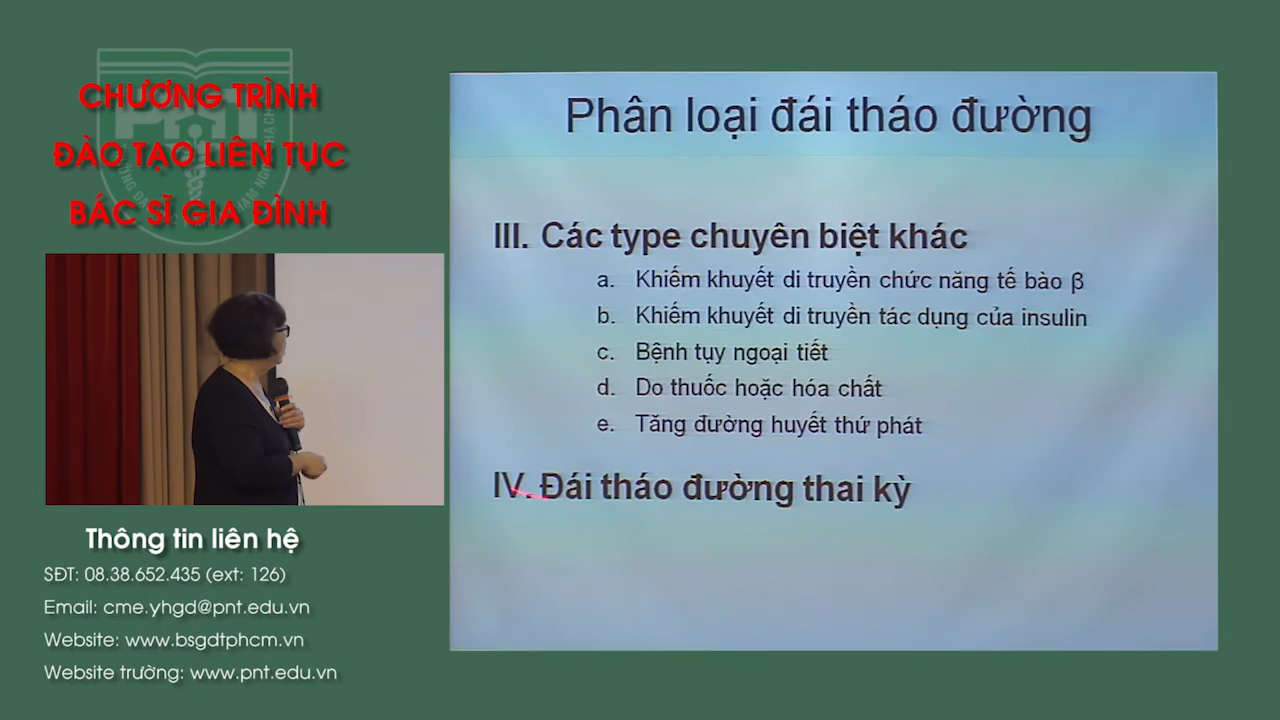 CHƯƠNG TRÌNH
ĐÀO TẠO LIÊN TỤC
BÁC SĨ GIA ĐÌNH
Thông tin liên hệ
SĐT: 08.38.652.435 (ext: 126)
Email: cme.yhgd@pnt.edu.vn
Website: www.bsgdtphcm.vn
Website trường: www.pnt.edu.vn
Phân loại đái tháo đường
III. Các type chuyên biệt khác
a. Khiếm khuyết di truyền chức năng tế bào β
b. Khiếm khuyết di truyền tác dụng của insulin
c. Bệnh tụy ngoại tiết
d. Do thuốc hoặc hóa chất
e. Tăng đường huyết thứ phát
IV. Đái tháo đường thai kỳ